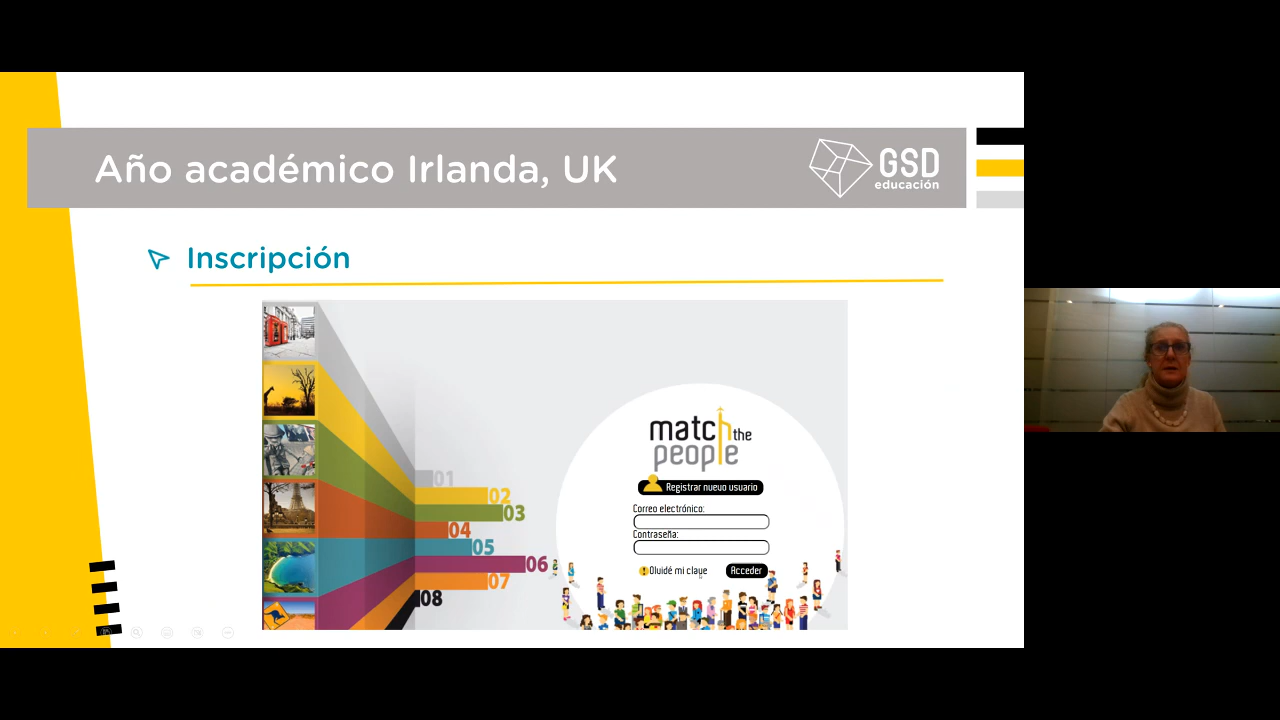 Año académico Irlanda, UK
GSD
educación
Inscripción
match the
people
Registrar nuevo usuario
Correo electrónico:
Contraseña:
Olvidé mi clave
Acceder
01
02
03
04
05
06
07
08